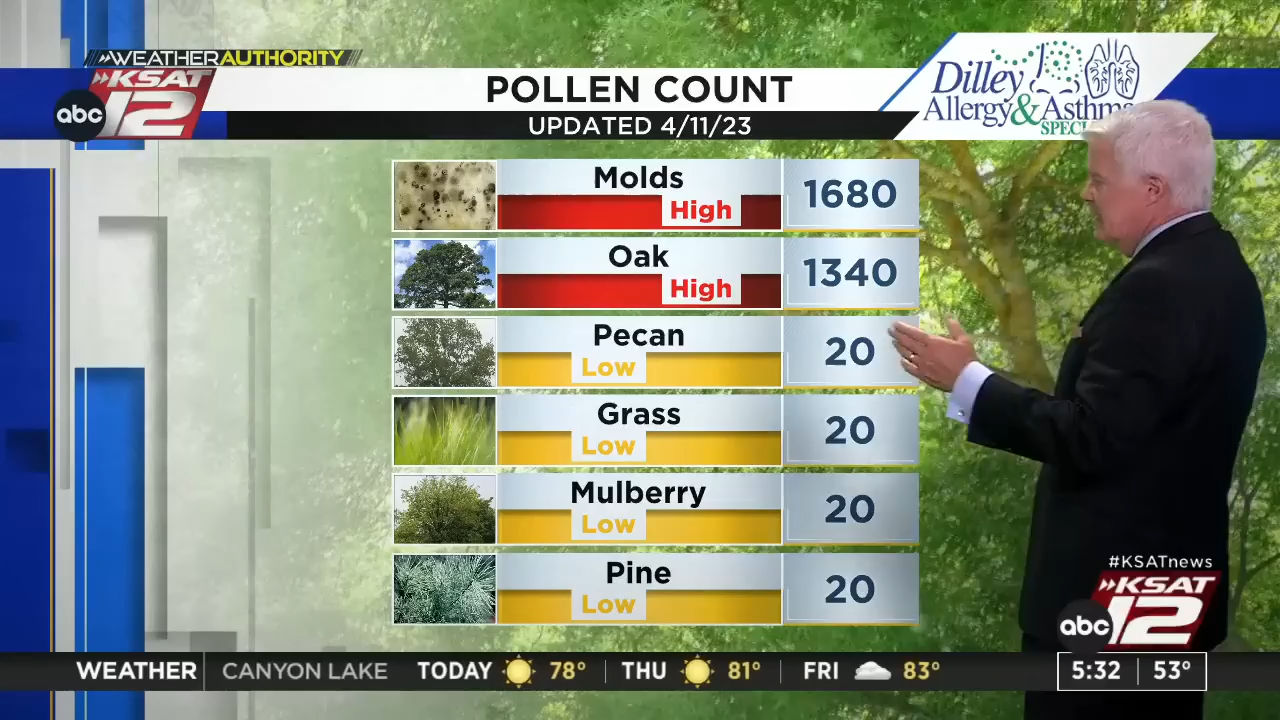 WEATHERAUTHORITY
KSAT
abc 12
POLLEN COUNT
UPDATED 4/11/23
Dilley
Allergy & Asthma
Molds
High
1680
Oak
High
1340
Pecan
Low
20
Grass
Low
20
Mulberry
Low
20
Pine
Low
20
#KSATnews
KSAT
abc 12
WEATHER CANYON LAKE TODAY 78° THU 81° FRI 83°
5:32 53°